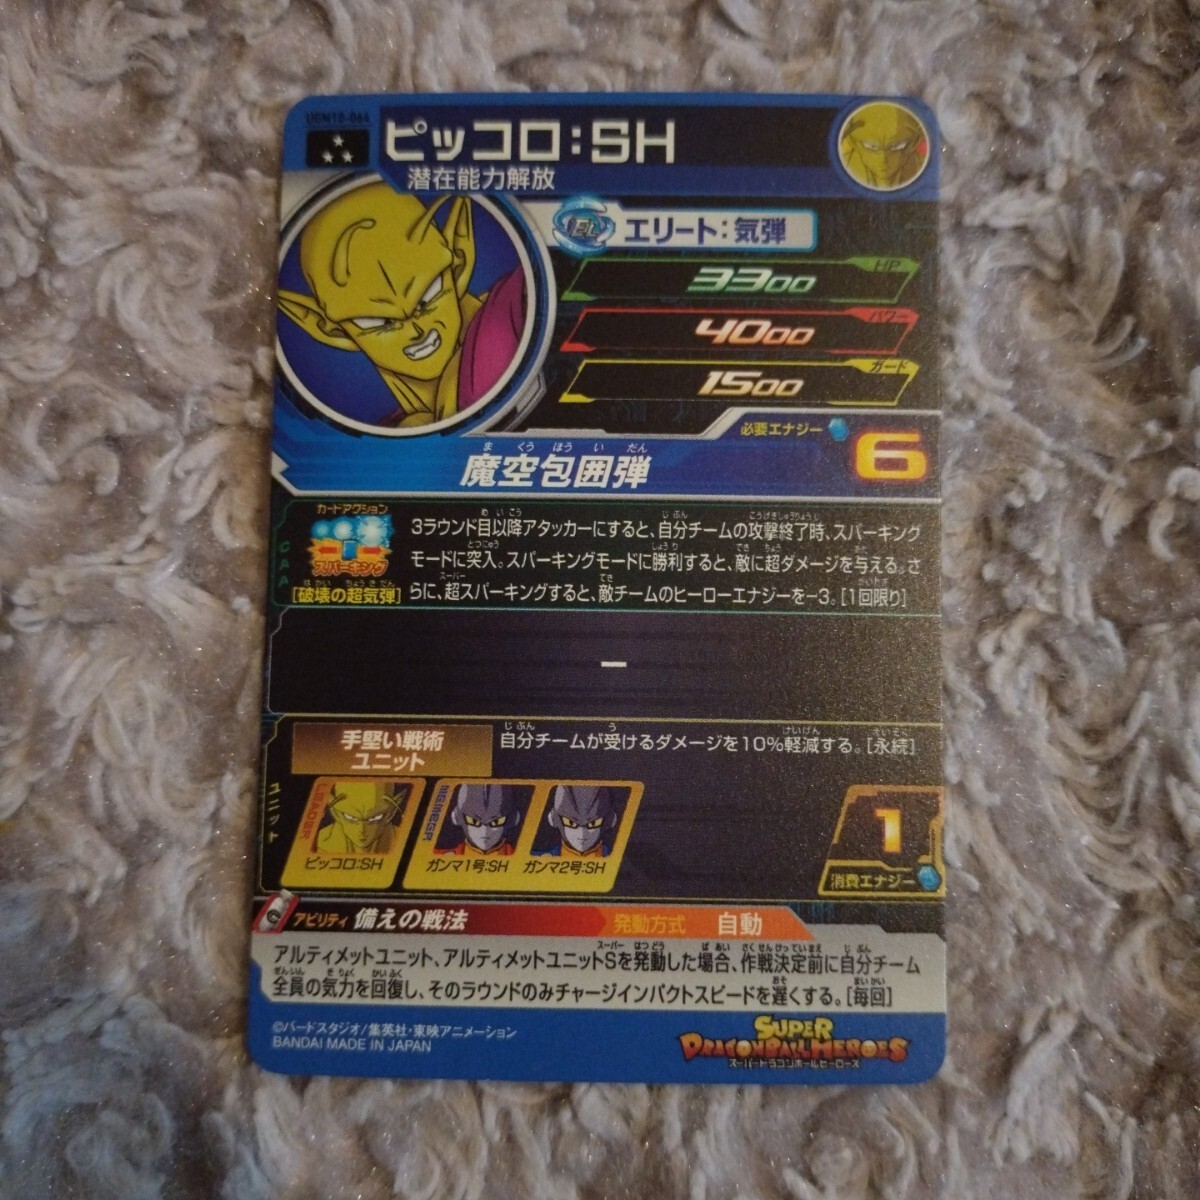 UGM10-064
ピッコロ:SH
潜在能力解放
エリート:気弾
HP
3300
パワー
4000
ガード
1500
必要エナジー 6
ま くう ほう い だん
魔空包囲弾
カードアクション
スパーキング
[破壊の超気弾]
CAA
3ラウンド目以降アタッカーにすると、自分チームの攻撃終了時、スパーキング
モードに突入。スパーキングモードに勝利すると、敵に超ダメージを与える。さ
らに、超スパーキングすると、敵チームのヒーローエナジーを-3。[1回限り]
ー
ユニット
手堅い戦術
ユニット
自分チームが受けるダメージを10%軽減する。[永続]
LEADER
ピッコロ:SH
MEMBER
ガンマ1号:SH
ガンマ2号:SH
1
消費エナジー
アビリティ 備えの戦法
発動方式 自動
アルティメットユニット、アルティメットユニットSを発動した場合、作戦決定前に自分チーム
全員の気力を回復し、そのラウンドのみチャージインパクトスピードを遅くする。[毎回]
©バードスタジオ/集英社・東映アニメーション
BANDAI MADE IN JAPAN
SUPER
DRAGONBALL HEROES
スーパードラゴンボールヒーローズ